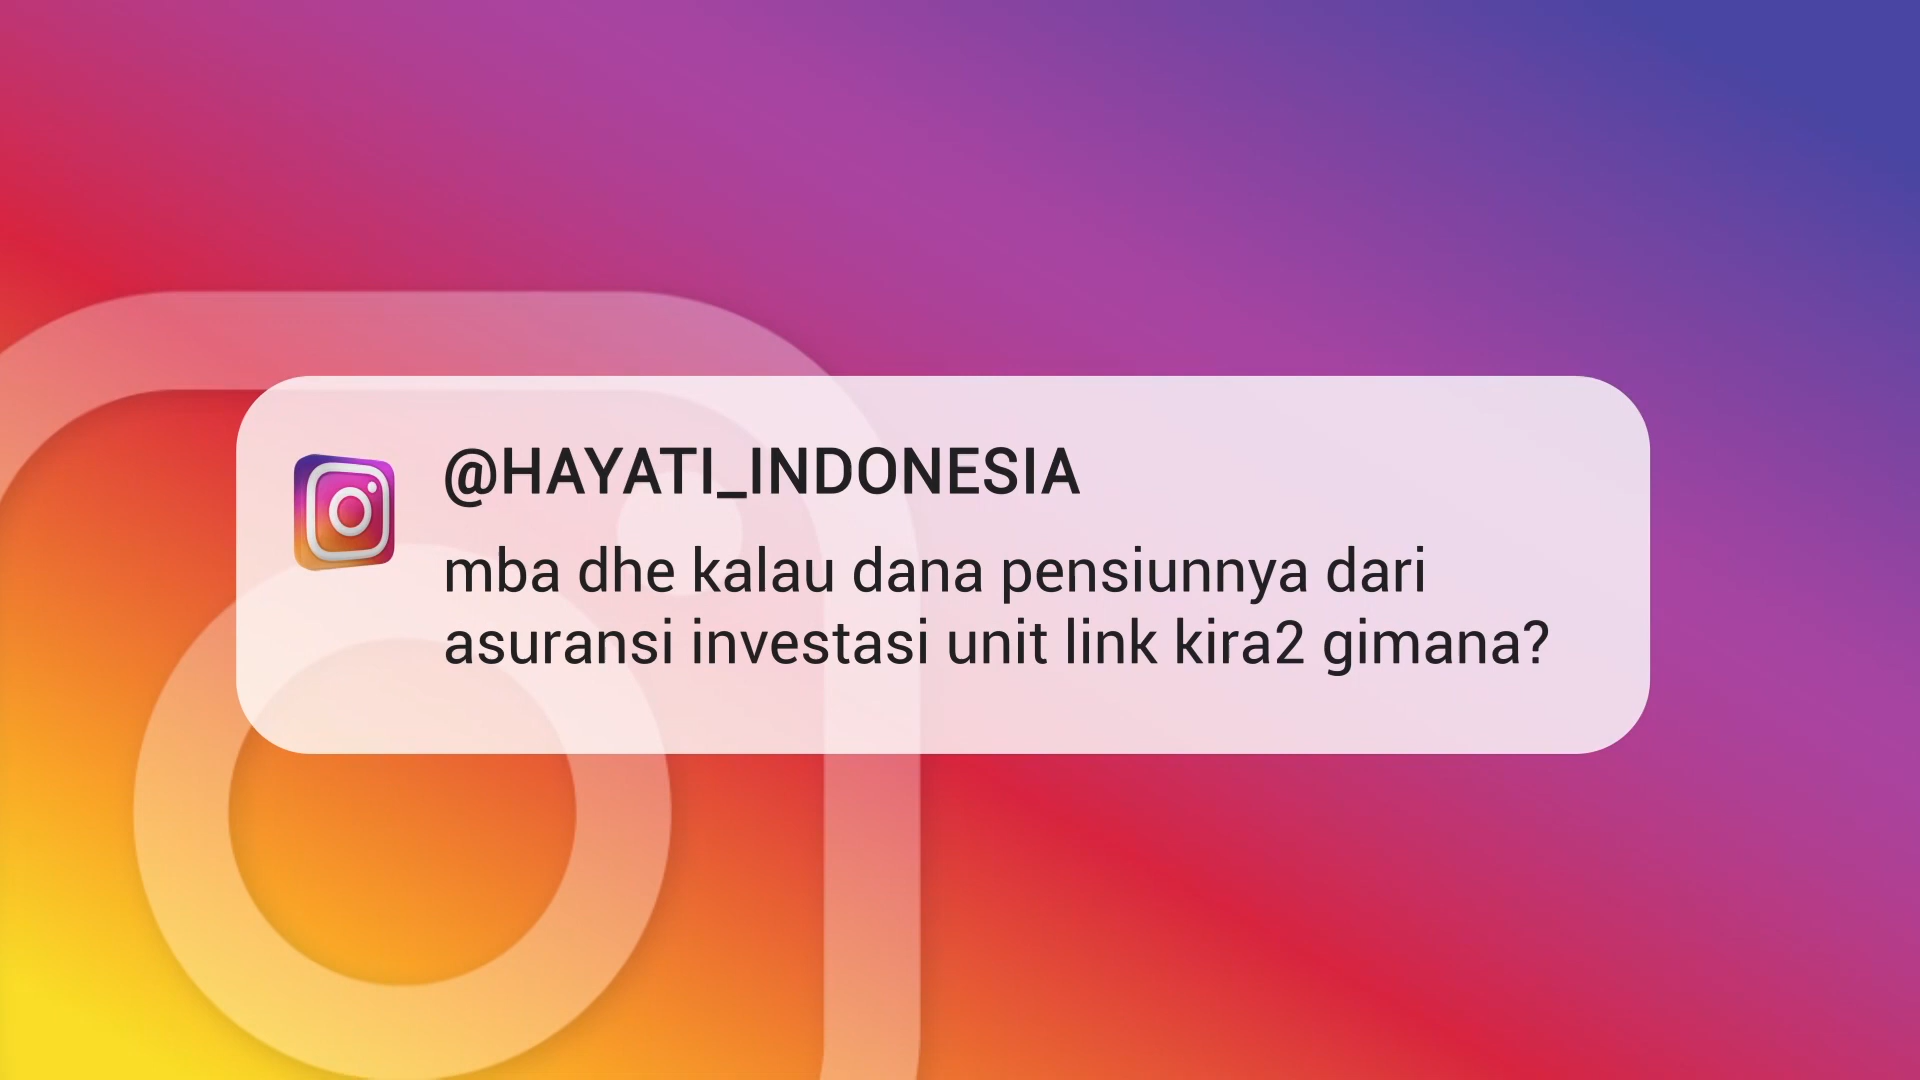 @HAYATI_INDONESIA
mba dhe kalau dana pensiunnya dari
asuransi investasi unit link kira2 gimana?